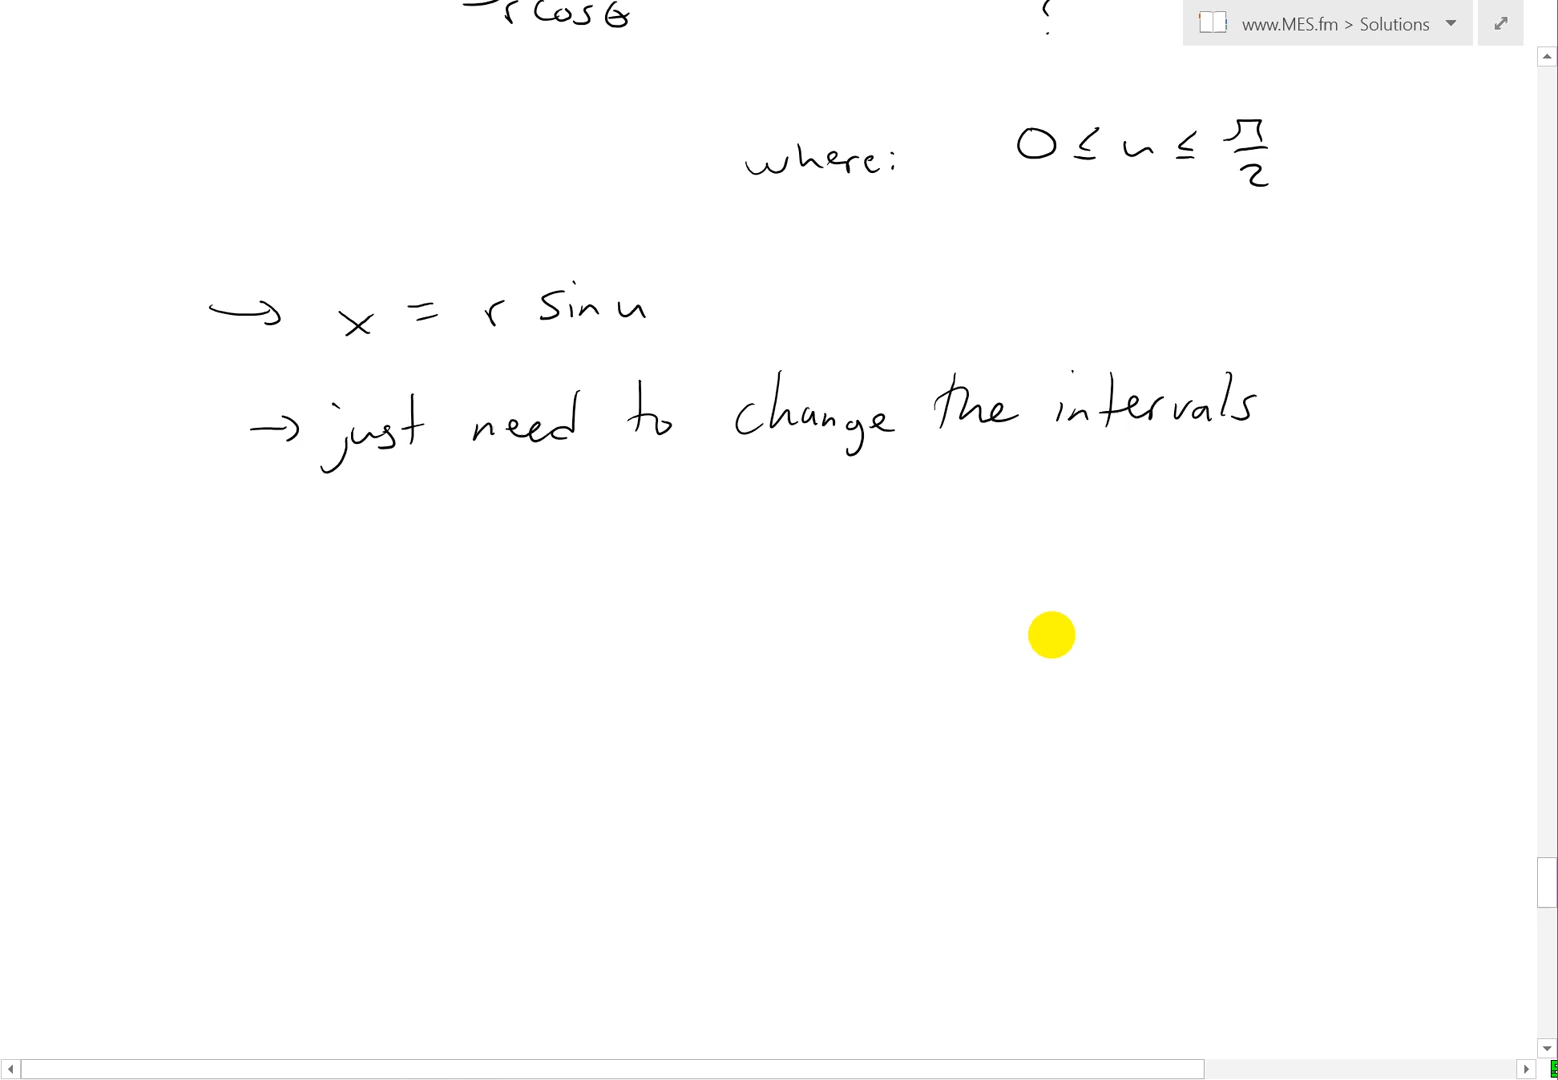 r cos θ ?
www.MES.fm > Solutions
where: 0 ≤ u ≤ π/2
→ x = r sin u
→ just need to change the intervals